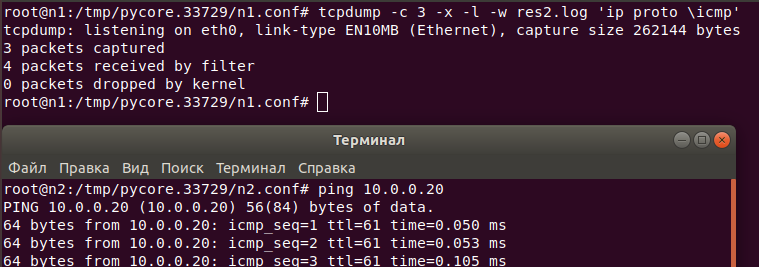 root@n1:/tmp/pycore.33729/n1.conf# tcpdump -c 3 -x -l -w res2.log 'ip proto \icmp'
tcpdump: listening on eth0, link-type EN10MB (Ethernet), capture size 262144 bytes
3 packets captured
4 packets received by filter
0 packets dropped by kernel
root@n1:/tmp/pycore.33729/n1.conf#
Терминал
Файл Правка Вид Поиск Терминал Справка
root@n2:/tmp/pycore.33729/n2.conf# ping 10.0.0.20
PING 10.0.0.20 (10.0.0.20) 56(84) bytes of data.
64 bytes from 10.0.0.20: icmp_seq=1 ttl=61 time=0.050 ms
64 bytes from 10.0.0.20: icmp_seq=2 ttl=61 time=0.053 ms
64 bytes from 10.0.0.20: icmp_seq=3 ttl=61 time=0.105 ms